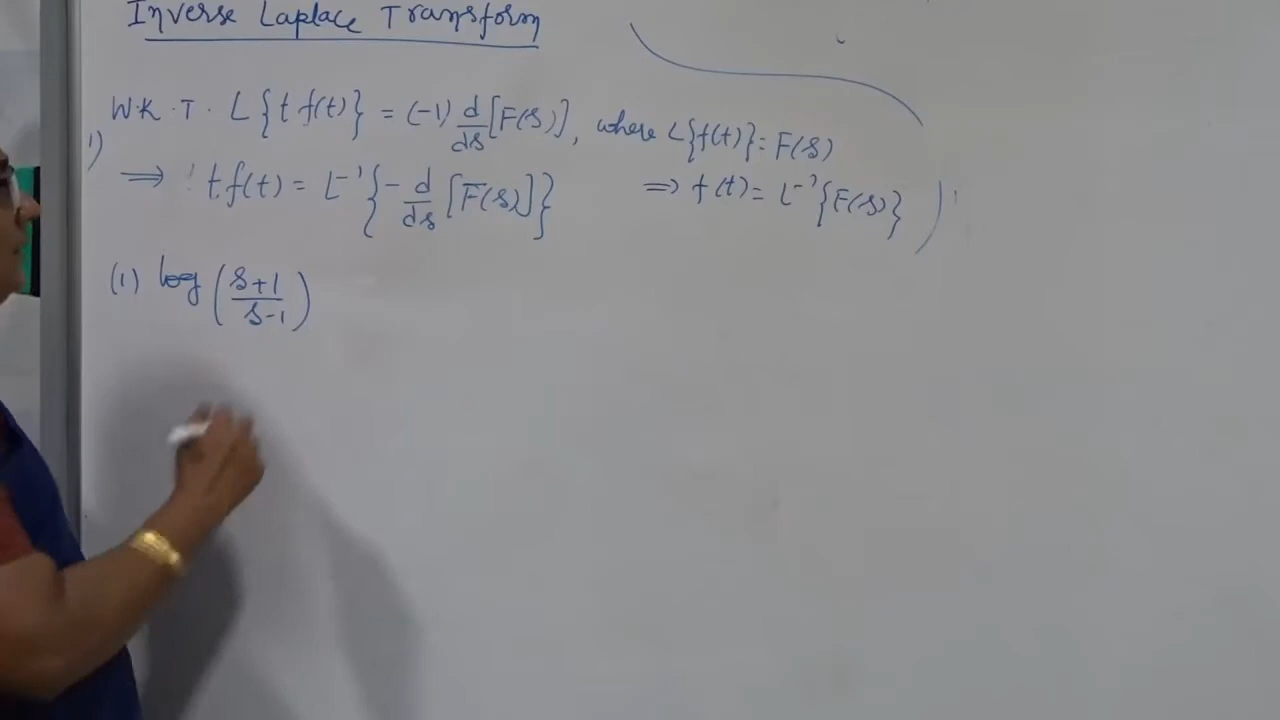 Inverse Laplace Transform
W.K.T. L{t f(t)} = (-1) d/ds [F(s)], where L{f(t)} = F(s)
1) ⟹ t f(t) = L⁻¹{- d/ds [F(s)]} ⟹ f(t) = L⁻¹{F(s)}
(1) log ( s+1 / s-1 )